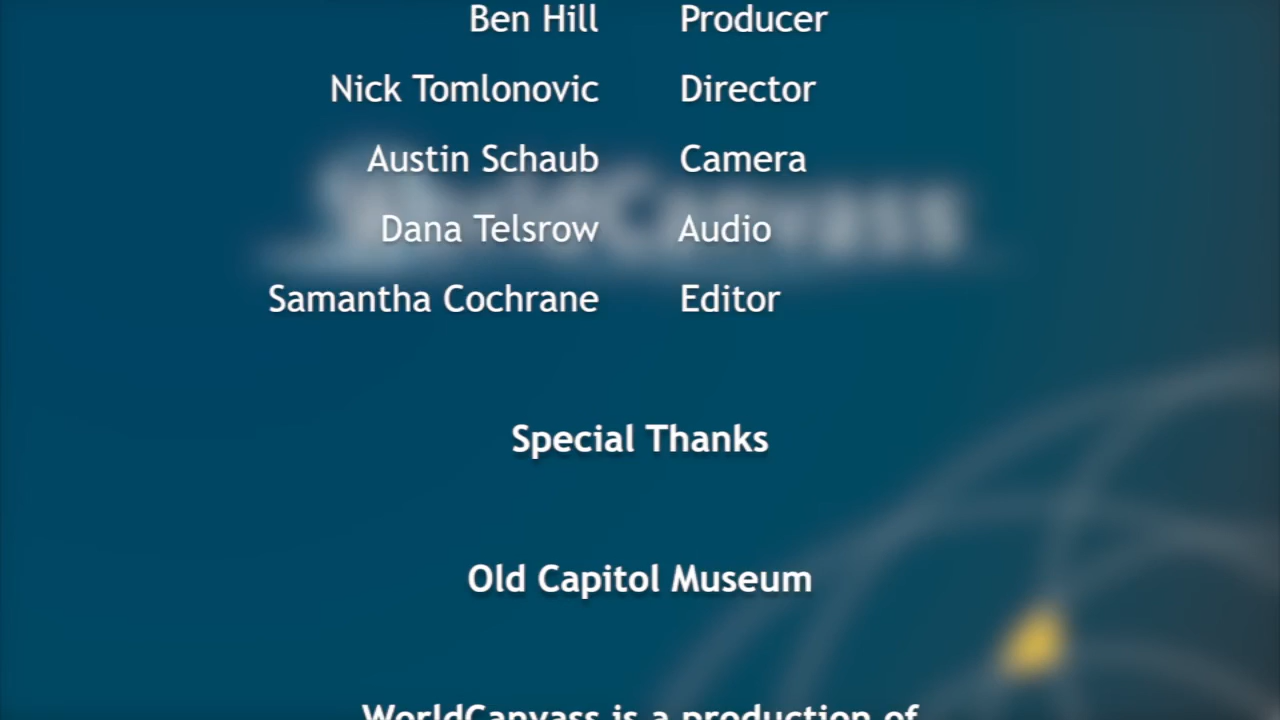 Ben Hill Producer
Nick Tomlonovic Director
Austin Schaub Camera
Dana Telsrow Audio
Samantha Cochrane Editor
Special Thanks
Old Capitol Museum
WorldCanvass is a production of